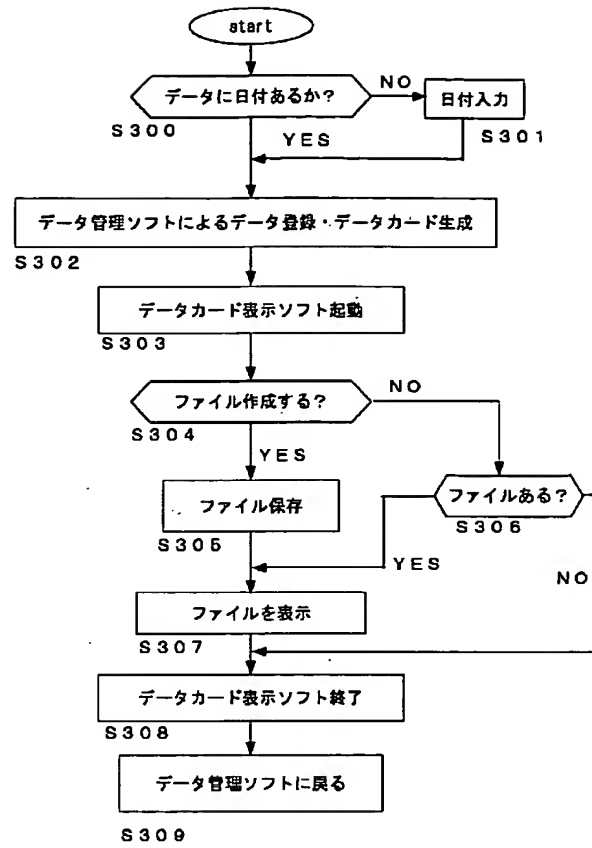 start
データに日付あるか?
NO
日付入力
S300
YES
S301
データ管理ソフトによるデータ登録・データカード生成
S302
データカード表示ソフト起動
S303
ファイル作成する?
NO
S304
YES
ファイルある?
ファイル保存
S306
S305
YES
NO
ファイルを表示
S307
データカード表示ソフト終了
S308
データ管理ソフトに戻る
S309